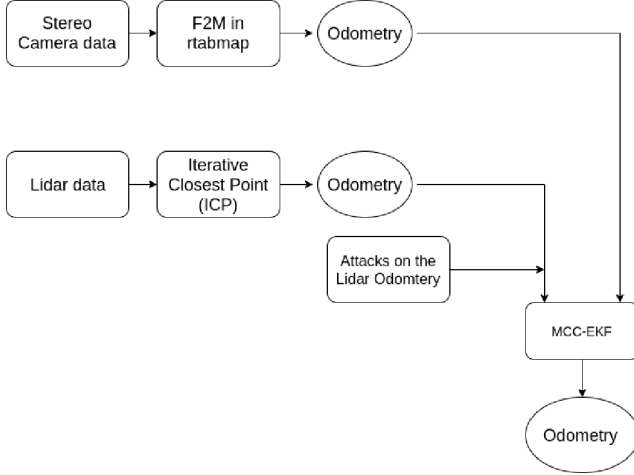 Stereo
Camera data
F2M in
rtabmap
Odometry
Lidar data
Iterative
Closest Point
(ICP)
Odometry
Attacks on the
Lidar Odomtery
MCC-EKF
Odometry